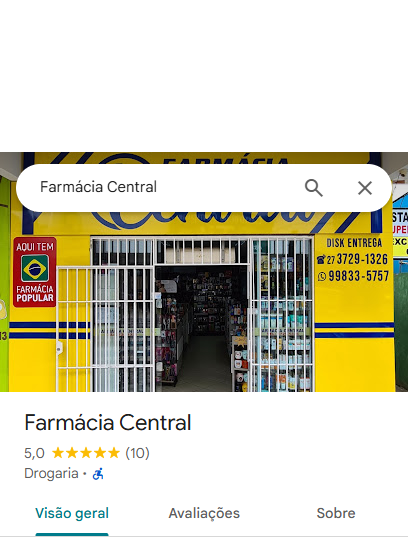 FARMÁCIA
Farmácia Central
Central
AQUI TEM
FARMÁCIA
POPULAR
DISK ENTREGA
27 3729-1326
99833-5757
Farmácia Central
5,0 ★★★★★ (10)
Drogaria ·
Visão geral Avaliações Sobre